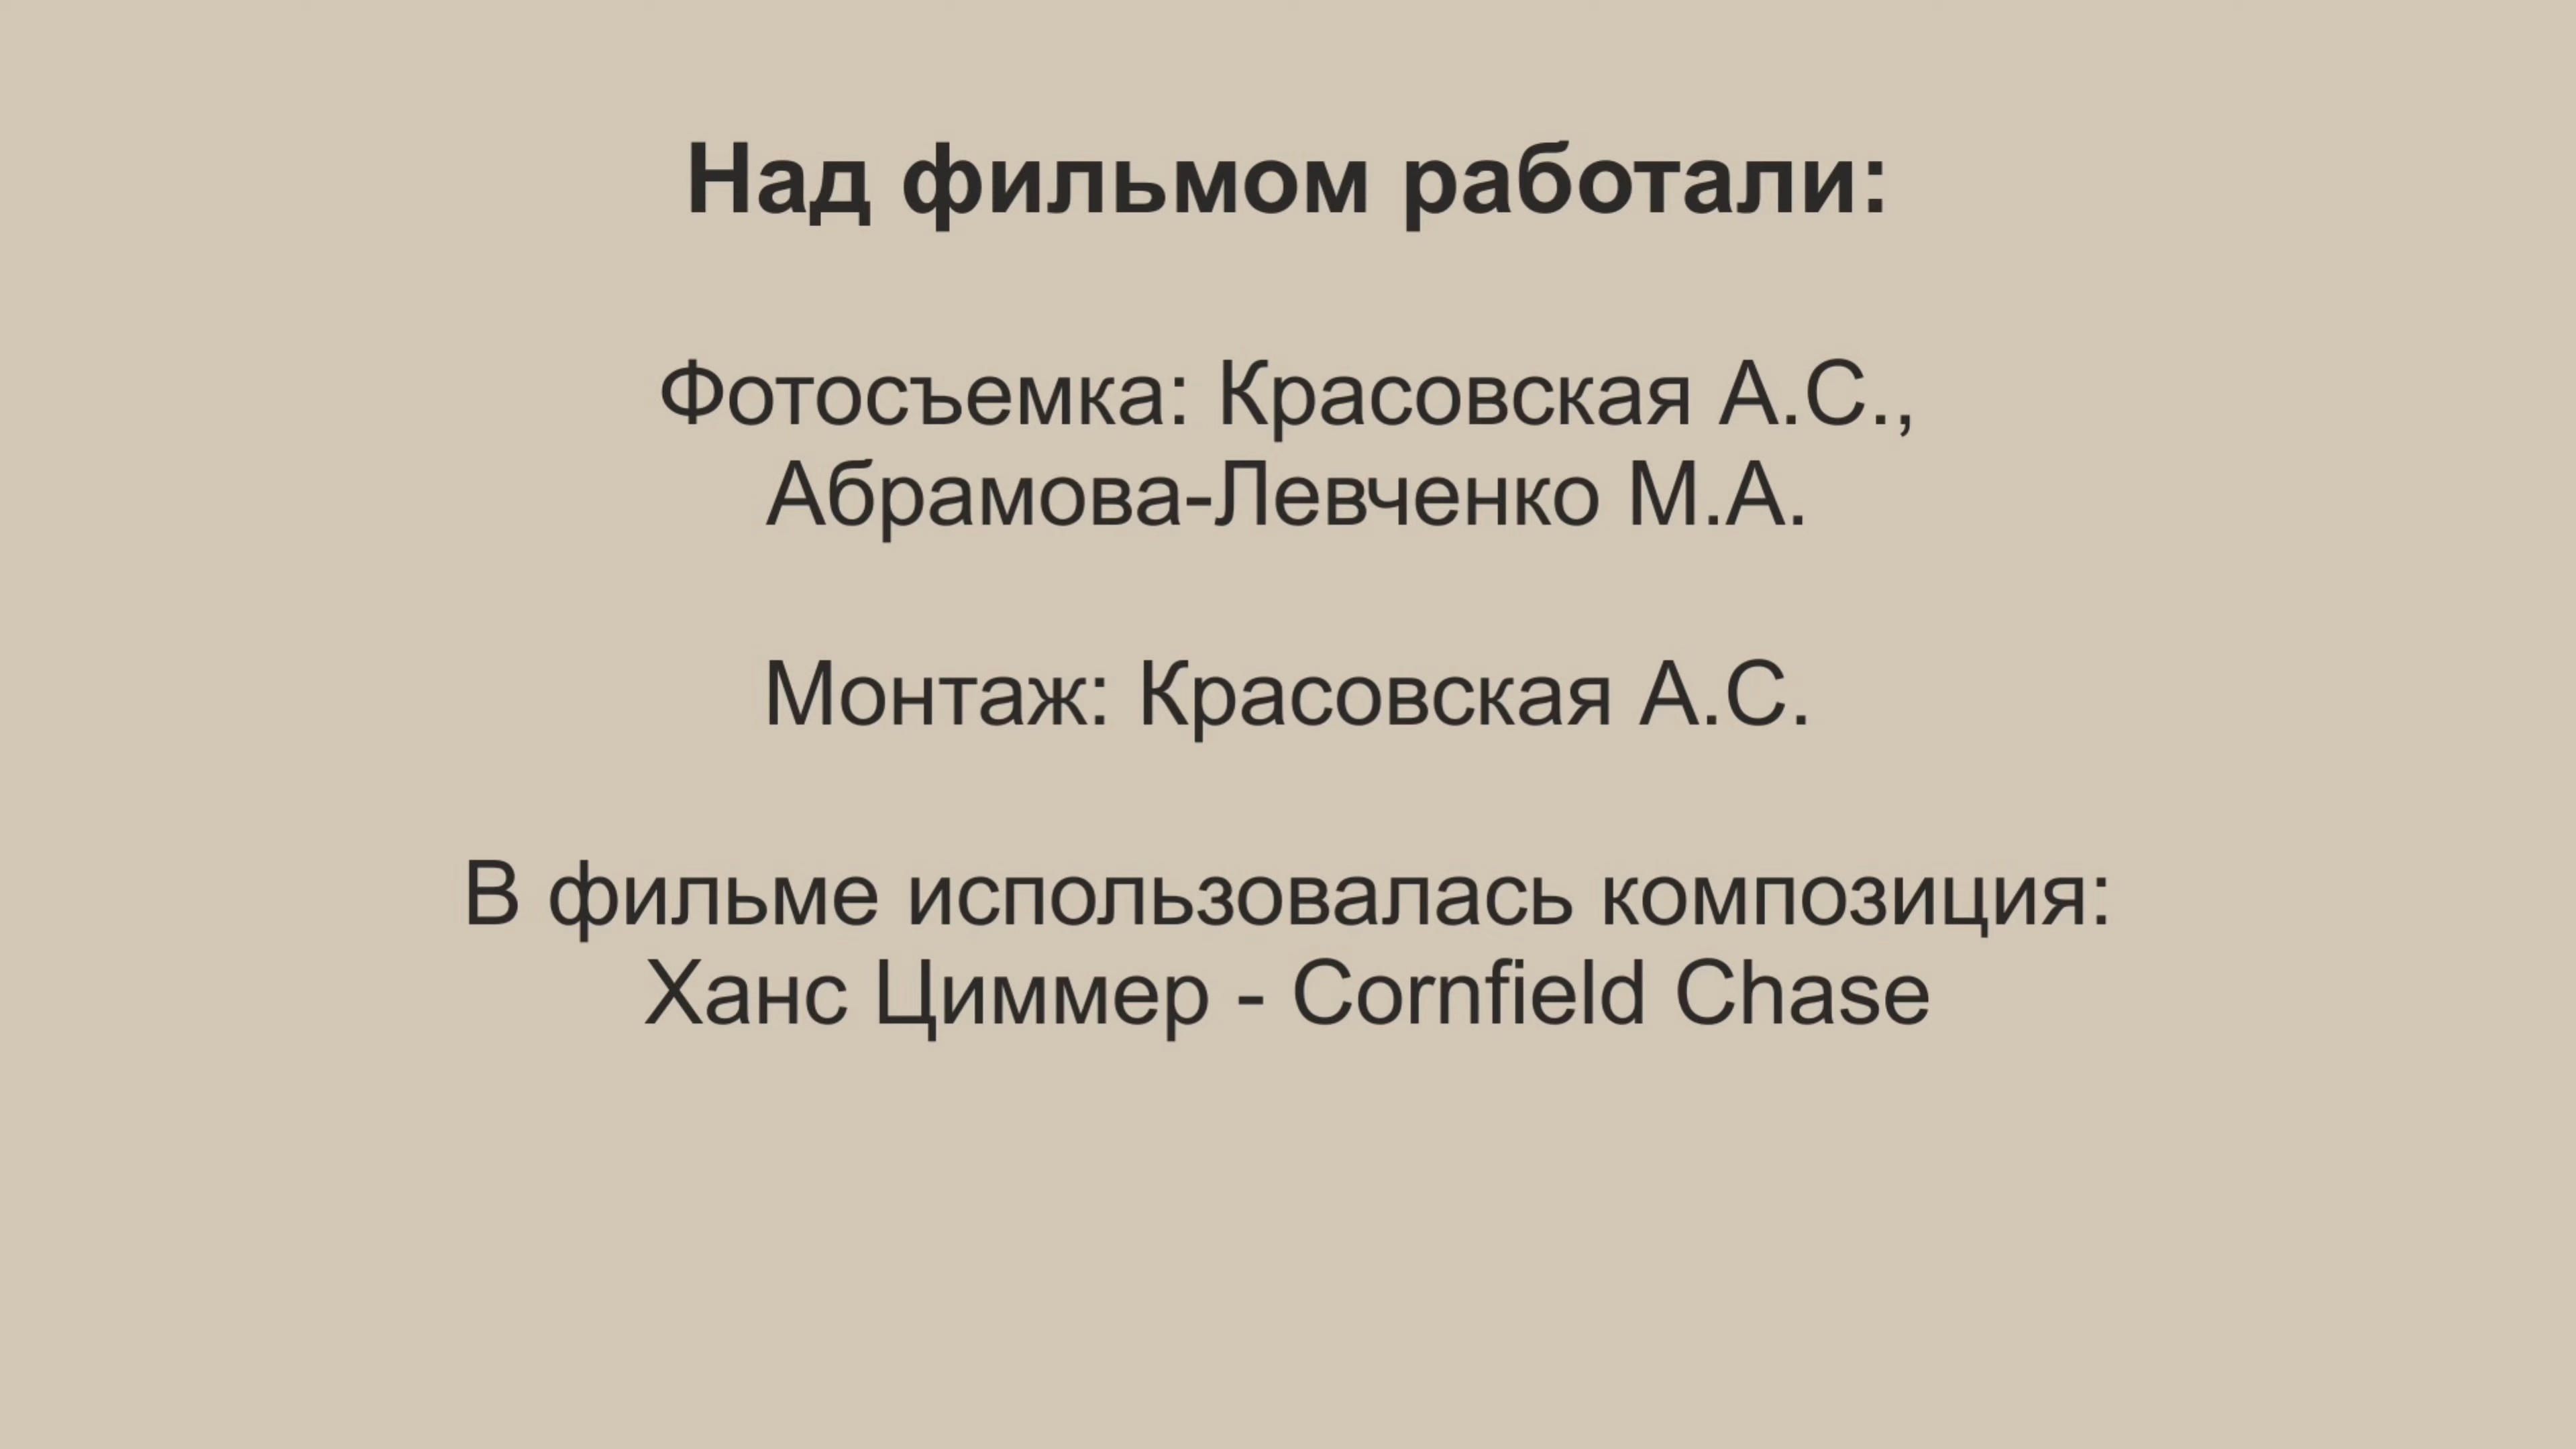 Над фильмом работали:
Фотосъемка: Красовская А.С.,
Абрамова-Левченко М.А.
Монтаж: Красовская А.С.
В фильме использовалась композиция:
Ханс Циммер - Cornfield Chase